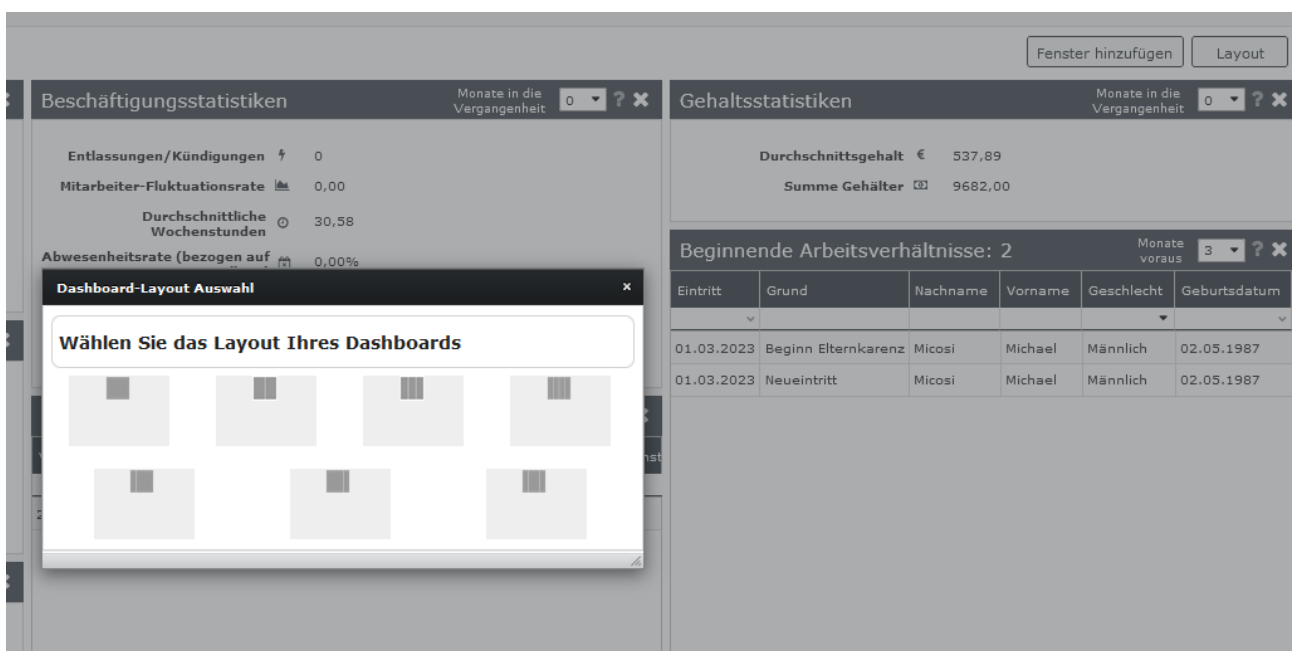 Fenster hinzufügen
Layout
Beschäftigungsstatistiken
Monate in die
Vergangenheit
0
Entlassungen/Kündigungen 0
Mitarbeiter-Fluktuationsrate 0,00
Durchschnittliche
Wochenstunden
30,58
Abwesenheitsrate (bezogen auf
0,00%
Gehaltsstatistiken
Monate in die
Vergangenheit
0
Durchschnittsgehalt € 537,89
Summe Gehälter 9682,00
Beginnende Arbeitsverhältnisse: 2
Monate
voraus
3
Eintritt Grund Nachname Vorname Geschlecht Geburtsdatum
01.03.2023 Beginn Elternkarenz Micosi Michael Männlich 02.05.1987
01.03.2023 Neueintritt Micosi Michael Männlich 02.05.1987
Dashboard-Layout Auswahl
Wählen Sie das Layout Ihres Dashboards